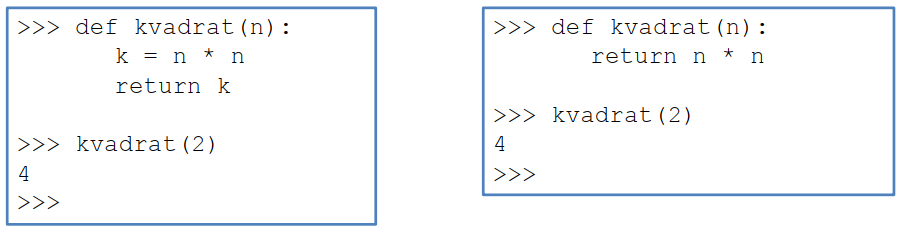 >>> def kvadrat(n):
        k = n * n
        return k

>>> kvadrat(2)
4
>>>
>>> def kvadrat(n):
        return n * n

>>> kvadrat(2)
4
>>>